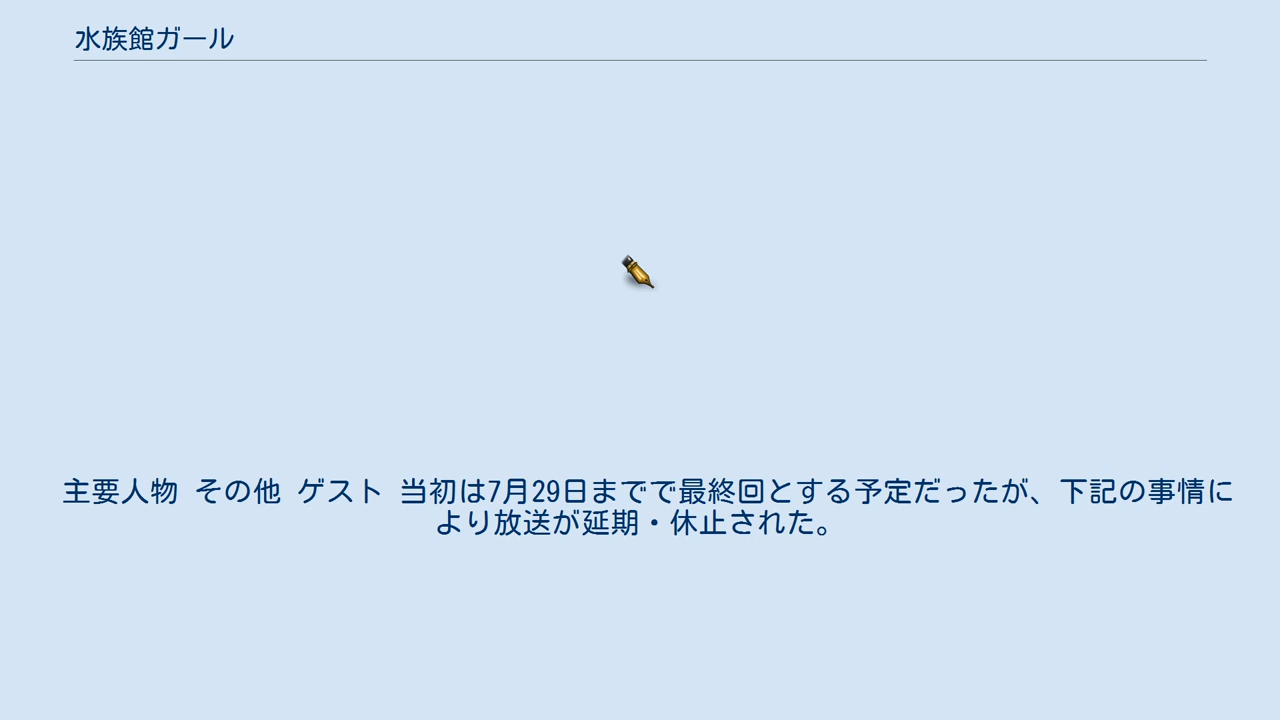 水族館ガール
主要人物 その他 ゲスト 当初は7月29日までで最終回とする予定だったが、下記の事情に
より放送が延期・休止された。